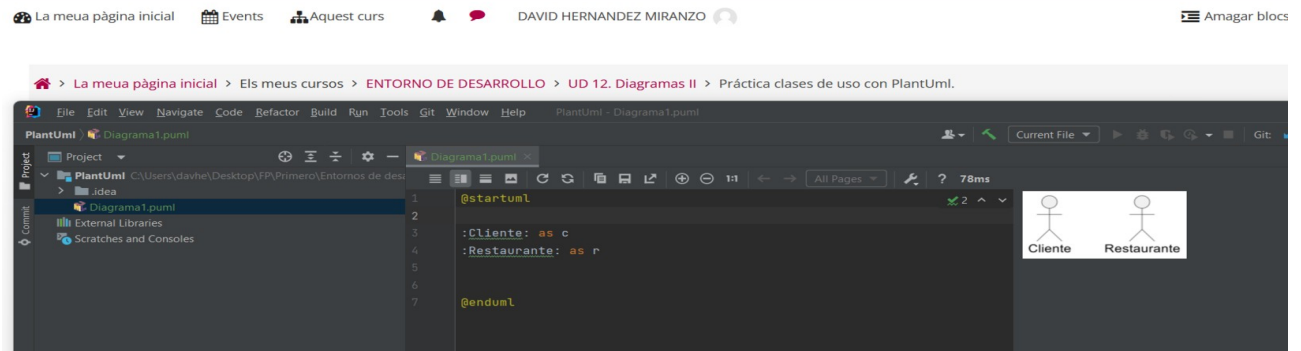 La meua pàgina inicial Events Aquest curs DAVID HERNANDEZ MIRANZO Amagar blocs
> La meua pàgina inicial > Els meus cursos > ENTORNO DE DESARROLLO > UD 12. Diagramas II > Práctica clases de uso con PlantUml.
File Edit View Navigate Code Refactor Build Run Tools Git Window Help PlantUml - Diagrama1.puml
PlantUml > Diagrama1.puml Current File Git:
Project Project Diagrama1.puml
PlantUml C:\Users\davhe\Desktop\FP\Primero\Entornos de desa 1:1 All Pages ? 78ms
> .idea 1 @startuml 2
Diagrama1.puml 2
External Libraries 3 :Cliente: as c
Scratches and Consoles 4 :Restaurante: as r
Commit
Cliente Restaurante
5
6
7 @enduml